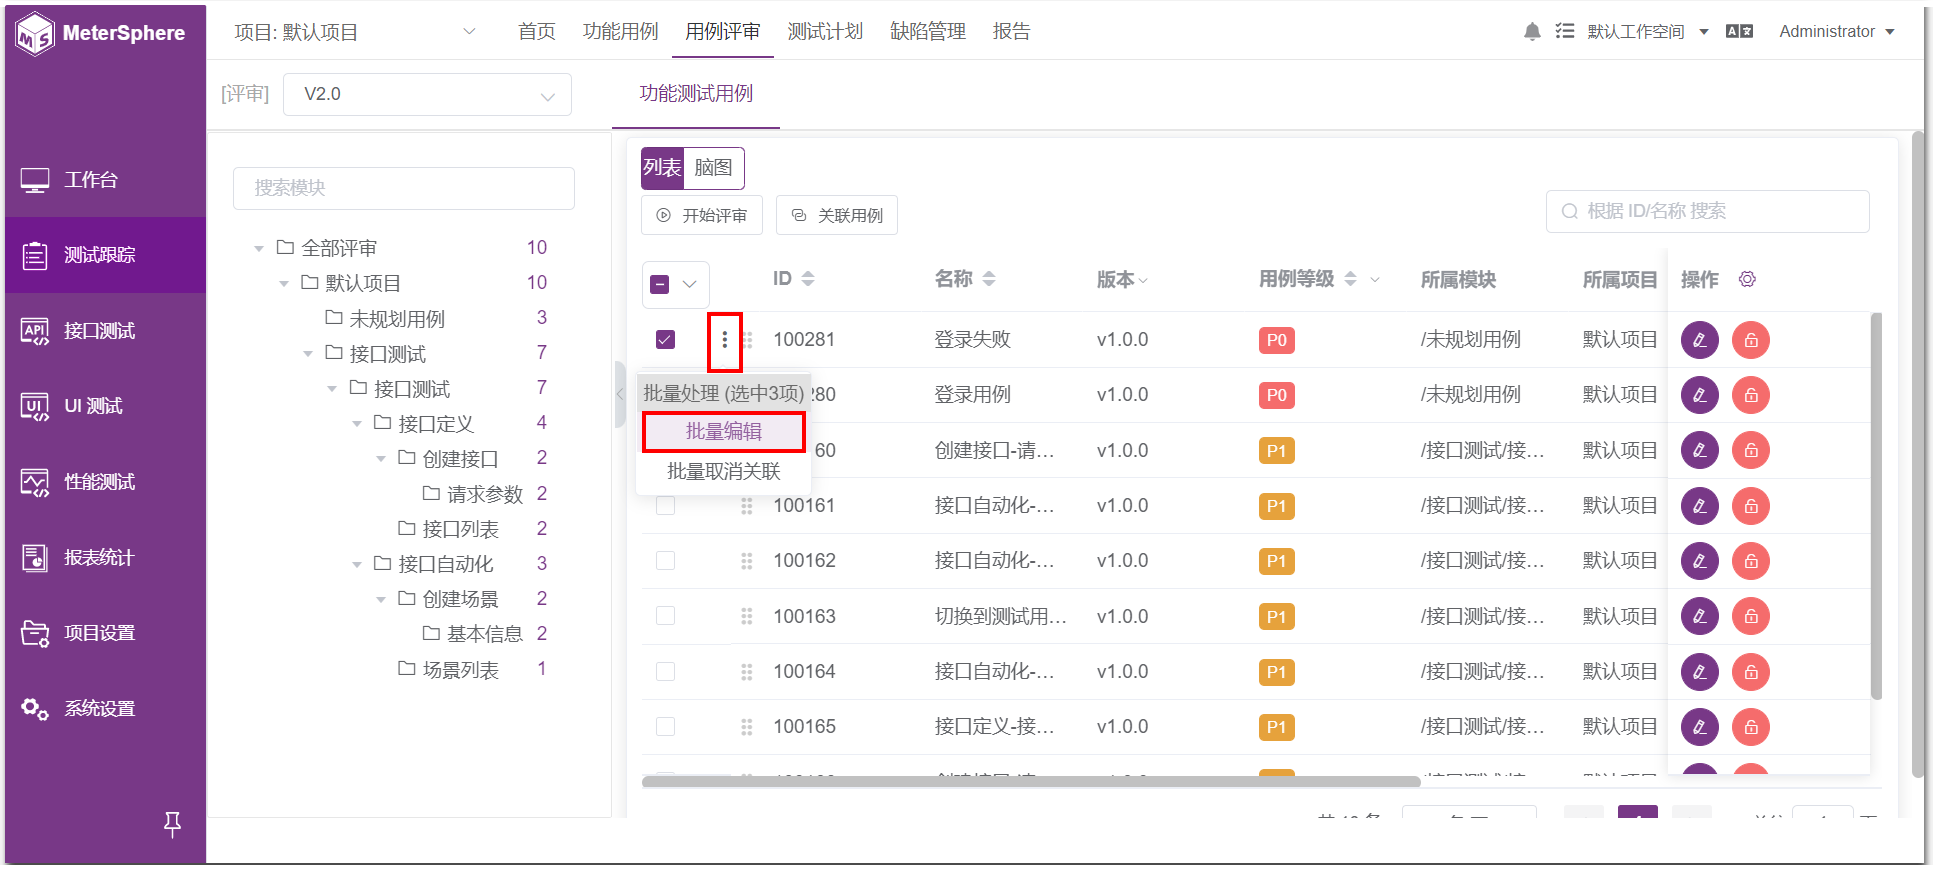 MeterSphere
项目: 默认项目
首页
功能用例
用例评审
测试计划
缺陷管理
报告
默认工作空间
Administrator
[评审]
V2.0
功能测试用例
工作台
测试跟踪
接口测试
UI 测试
性能测试
报表统计
项目设置
系统设置
搜索模块
全部评审 10
默认项目 10
未规划用例 3
接口测试 7
接口测试 7
接口定义 4
创建接口 2
请求参数 2
接口列表 2
接口自动化 3
创建场景 2
基本信息 2
场景列表 1
列表 脑图
开始评审
关联用例
根据 ID/名称 搜索
ID 名称 版本 用例等级 所属模块 所属项目 操作
100281 登录失败 v1.0.0 P0 /未规划用例 默认项目
批量处理 (选中3项)
批量编辑
批量取消关联
80 登录用例 v1.0.0 P0 /未规划用例 默认项目
60 创建接口-请... v1.0.0 P1 /接口测试/接... 默认项目
100161 接口自动化-... v1.0.0 P1 /接口测试/接... 默认项目
100162 接口自动化-... v1.0.0 P1 /接口测试/接... 默认项目
100163 切换到测试用... v1.0.0 P1 /接口测试/接... 默认项目
100164 接口自动化-... v1.0.0 P1 /接口测试/接... 默认项目
100165 接口定义-接... v1.0.0 P1 /接口测试/接... 默认项目